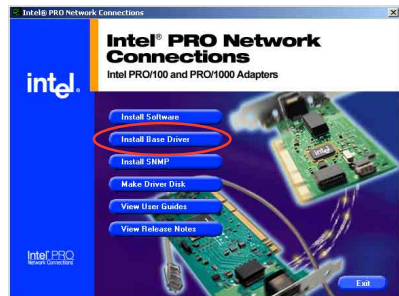 Intel® PRO Network Connections
Intel® PRO Network
Connections
Intel PRO/100 and PRO/1000 Adapters
intel®
Install Software
Install Base Driver
Install SNMP
Make Driver Disk
View User Guides
View Release Notes
Intel® PRO
Network Connections
Exit